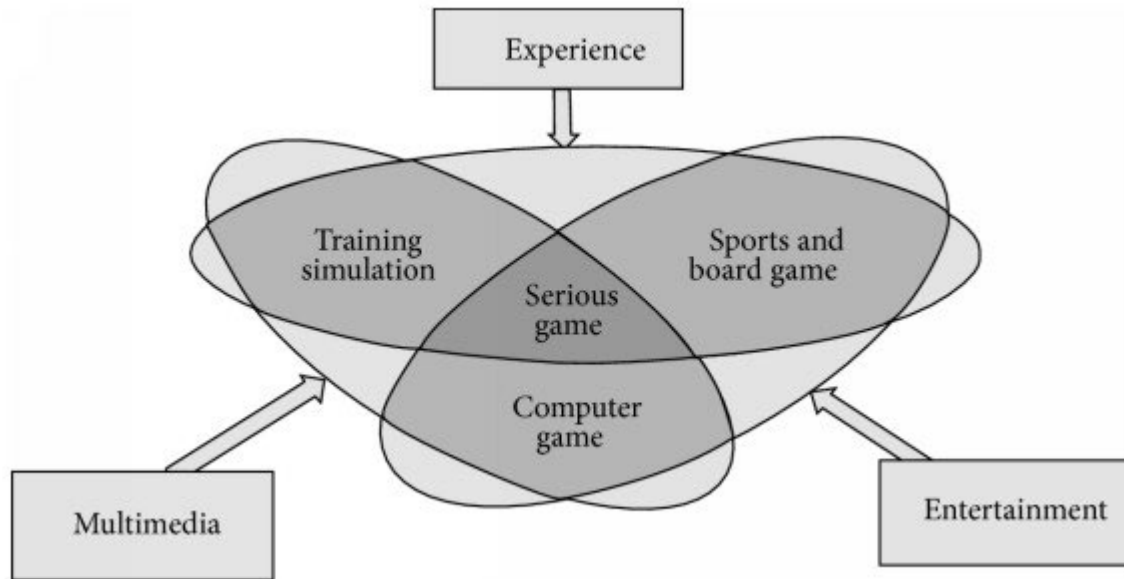 Experience
Training
simulation
Sports and
board game
Serious
game
Computer
game
Multimedia
Entertainment